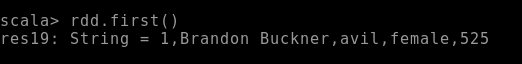 scala> rdd.first()
res19: String = 1,Brandon Buckner,avil,female,525